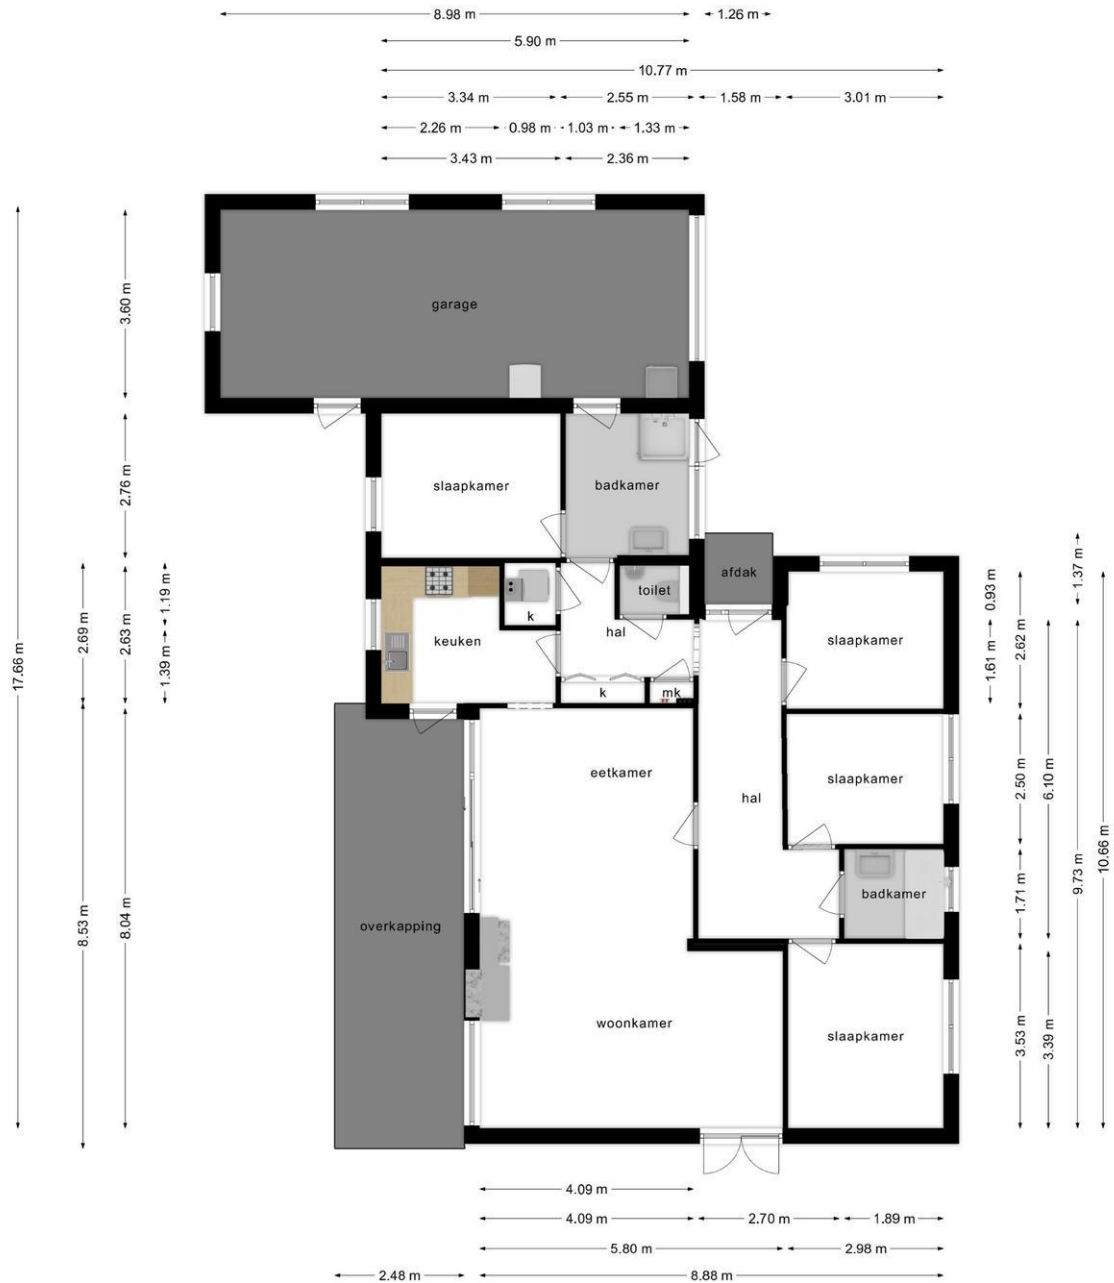 8.98 m 1.26 m
5.90 m
10.77 m
3.34 m 2.55 m 1.58 m 3.01 m
2.26 m 0.98 m 1.03 m 1.33 m
3.43 m 2.36 m
garage
3.60 m
17.66 m
2.76 m
slaapkamer
badkamer
2.69 m
2.63 m
1.19 m
1.39 m
afdak
toilet
k
keuken
hal
k
mk
slaapkamer
0.93 m
1.61 m
2.62 m
1.37 m
eetkamer
slaapkamer
hal
2.50 m
6.10 m
9.73 m
10.66 m
badkamer
1.71 m
overkapping
8.53 m
8.04 m
woonkamer
slaapkamer
3.53 m
3.39 m
4.09 m
4.09 m 2.70 m 1.89 m
5.80 m 2.98 m
2.48 m 8.88 m